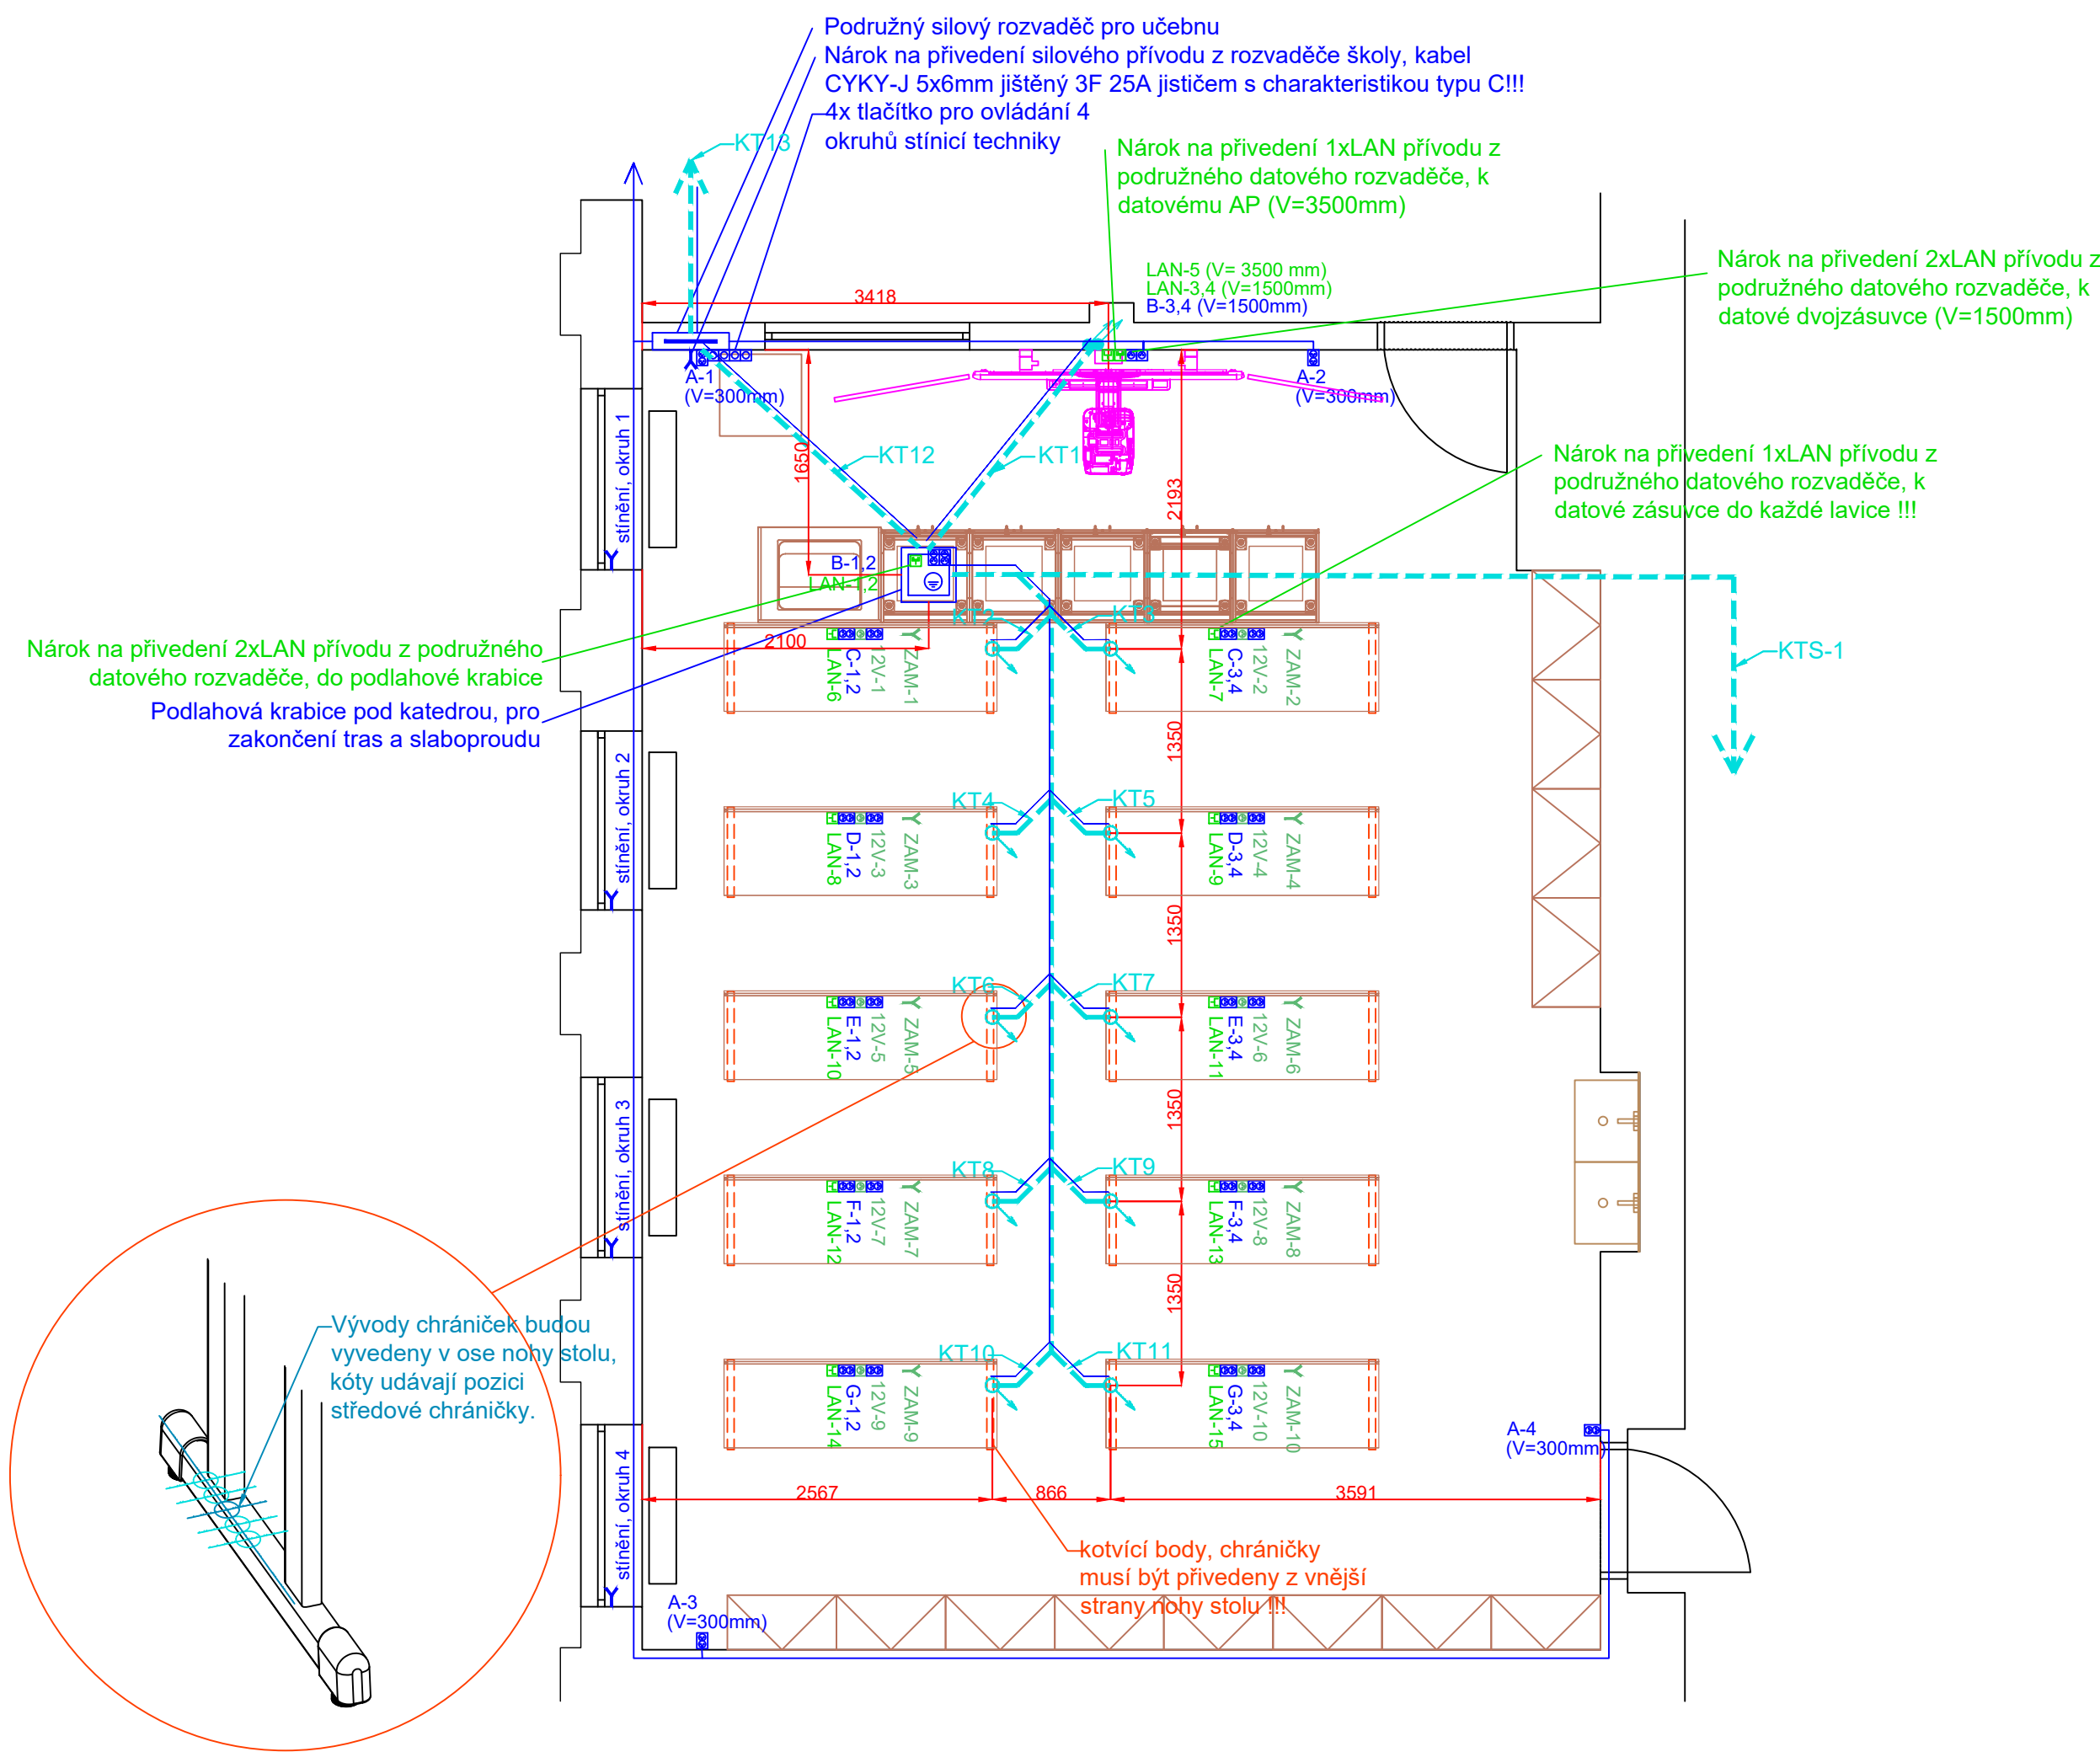 Podružný silový rozvaděč pro učebnu
Nárok na přivedení silového přívodu z rozvaděče školy, kabel
CYKY-J 5x6mm jištěný 3F 25A jističem s charakteristikou typu C!!!
4x tlačítko pro ovládání 4
okruhů stínicí techniky
KT13
Nárok na přivedení 1xLAN přívodu z
podružného datového rozvaděče, k
datovému AP (V=3500mm)
LAN-5 (V= 3500 mm)
LAN-3,4 (V=1500mm)
B-3,4 (V=1500mm)
Nárok na přivedení 2xLAN přívodu z
podružného datového rozvaděče, k
datové dvojzásuvce (V=1500mm)
3418
A-1
(V=300mm)
A-2
(V=300mm)
stínění, okruh 1
1650
KT12
KT1
2193
Nárok na přivedení 1xLAN přívodu z
podružného datového rozvaděče, k
datové zásuvce do každé lavice !!!
B-1,2
LAN-1,2
KT2
KT3
2100
Nárok na přivedení 2xLAN přívodu z podružného
datového rozvaděče, do podlahové krabice
Podlahová krabice pod katedrou, pro
zakončení tras a slaboproudu
KTS-1
LAN-6
C-1,2
12V-1
ZAM-1
LAN-7
C-3,4
12V-2
ZAM-2
1350
stínění, okruh 2
KT4
KT5
LAN-8
D-1,2
12V-3
ZAM-3
LAN-9
D-3,4
12V-4
ZAM-4
1350
KT6
KT7
LAN-10
E-1,2
12V-5
ZAM-5
LAN-11
E-3,4
12V-6
ZAM-6
1350
stínění, okruh 3
KT8
KT9
LAN-12
F-1,2
12V-7
ZAM-7
LAN-13
F-3,4
12V-8
ZAM-8
1350
Vývody chrániček budou
vyvedeny v ose nohy stolu,
kóty udávají pozici
středové chráničky.
KT10
KT11
LAN-14
G-1,2
12V-9
ZAM-9
LAN-15
G-3,4
12V-10
ZAM-10
stínění, okruh 4
A-4
(V=300mm)
2567
866
3591
kotvící body, chráničky
musí být přivedeny z vnější
strany nohy stolu !!!
A-3
(V=300mm)